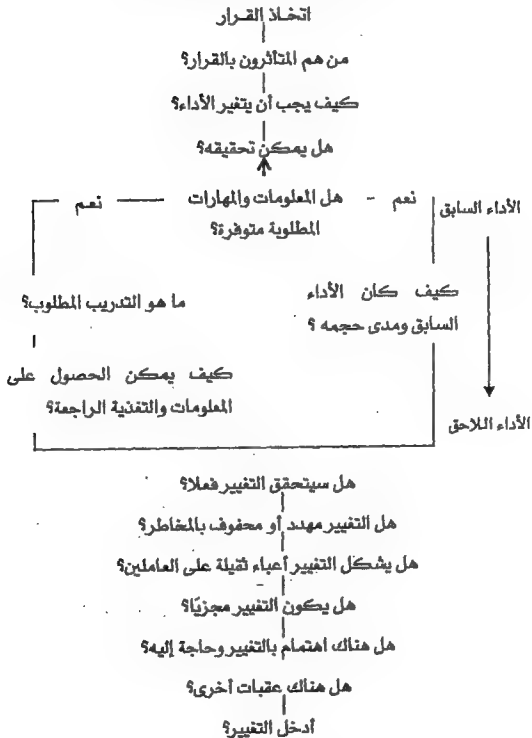 اتخاذ القرار
من هم المتأثرون بالقرار؟
كيف يجب أن يتغير الأداء؟
هل يمكن تحقيقه؟
الأداء السابق
نعم
هل المعلومات والمهارات
المطلوبة متوفرة؟
نعم
كيف كان الأداء
السابق ومدى حجمه ؟
ما هو التدريب المطلوب؟
كيف يمكن الحصول على
المعلومات والتغذية الراجعة؟
الأداء اللاحق
هل سيتحقق التغيير فعلا؟
هل التغيير مهدد أو محفوف بالمخاطر؟
هل يشكل التغيير أعباء ثقيلة على العاملين؟
هل يكون التغيير مجزيًا؟
هل هناك اهتمام بالتغيير وحاجة إليه؟
هل هناك عقبات أخرى؟
أدخل التغيير؟